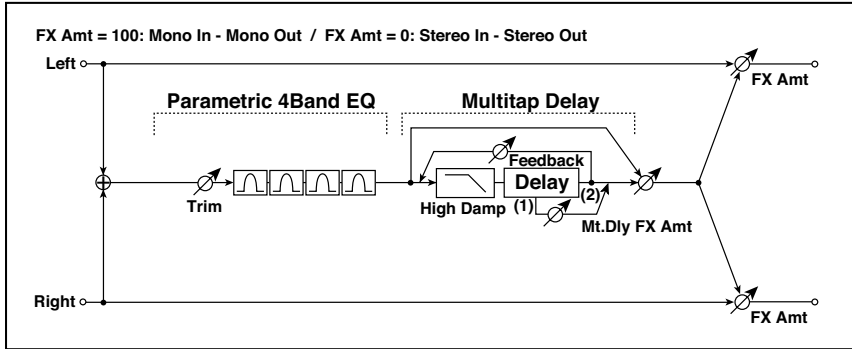 FX Amt = 100: Mono In - Mono Out / FX Amt = 0: Stereo In - Stereo Out
Left
FX Amt
Parametric 4Band EQ
Multitap Delay
Feedback
Trim
High Damp
Delay
(1)
(2)
Mt.Dly FX Amt
Right
FX Amt